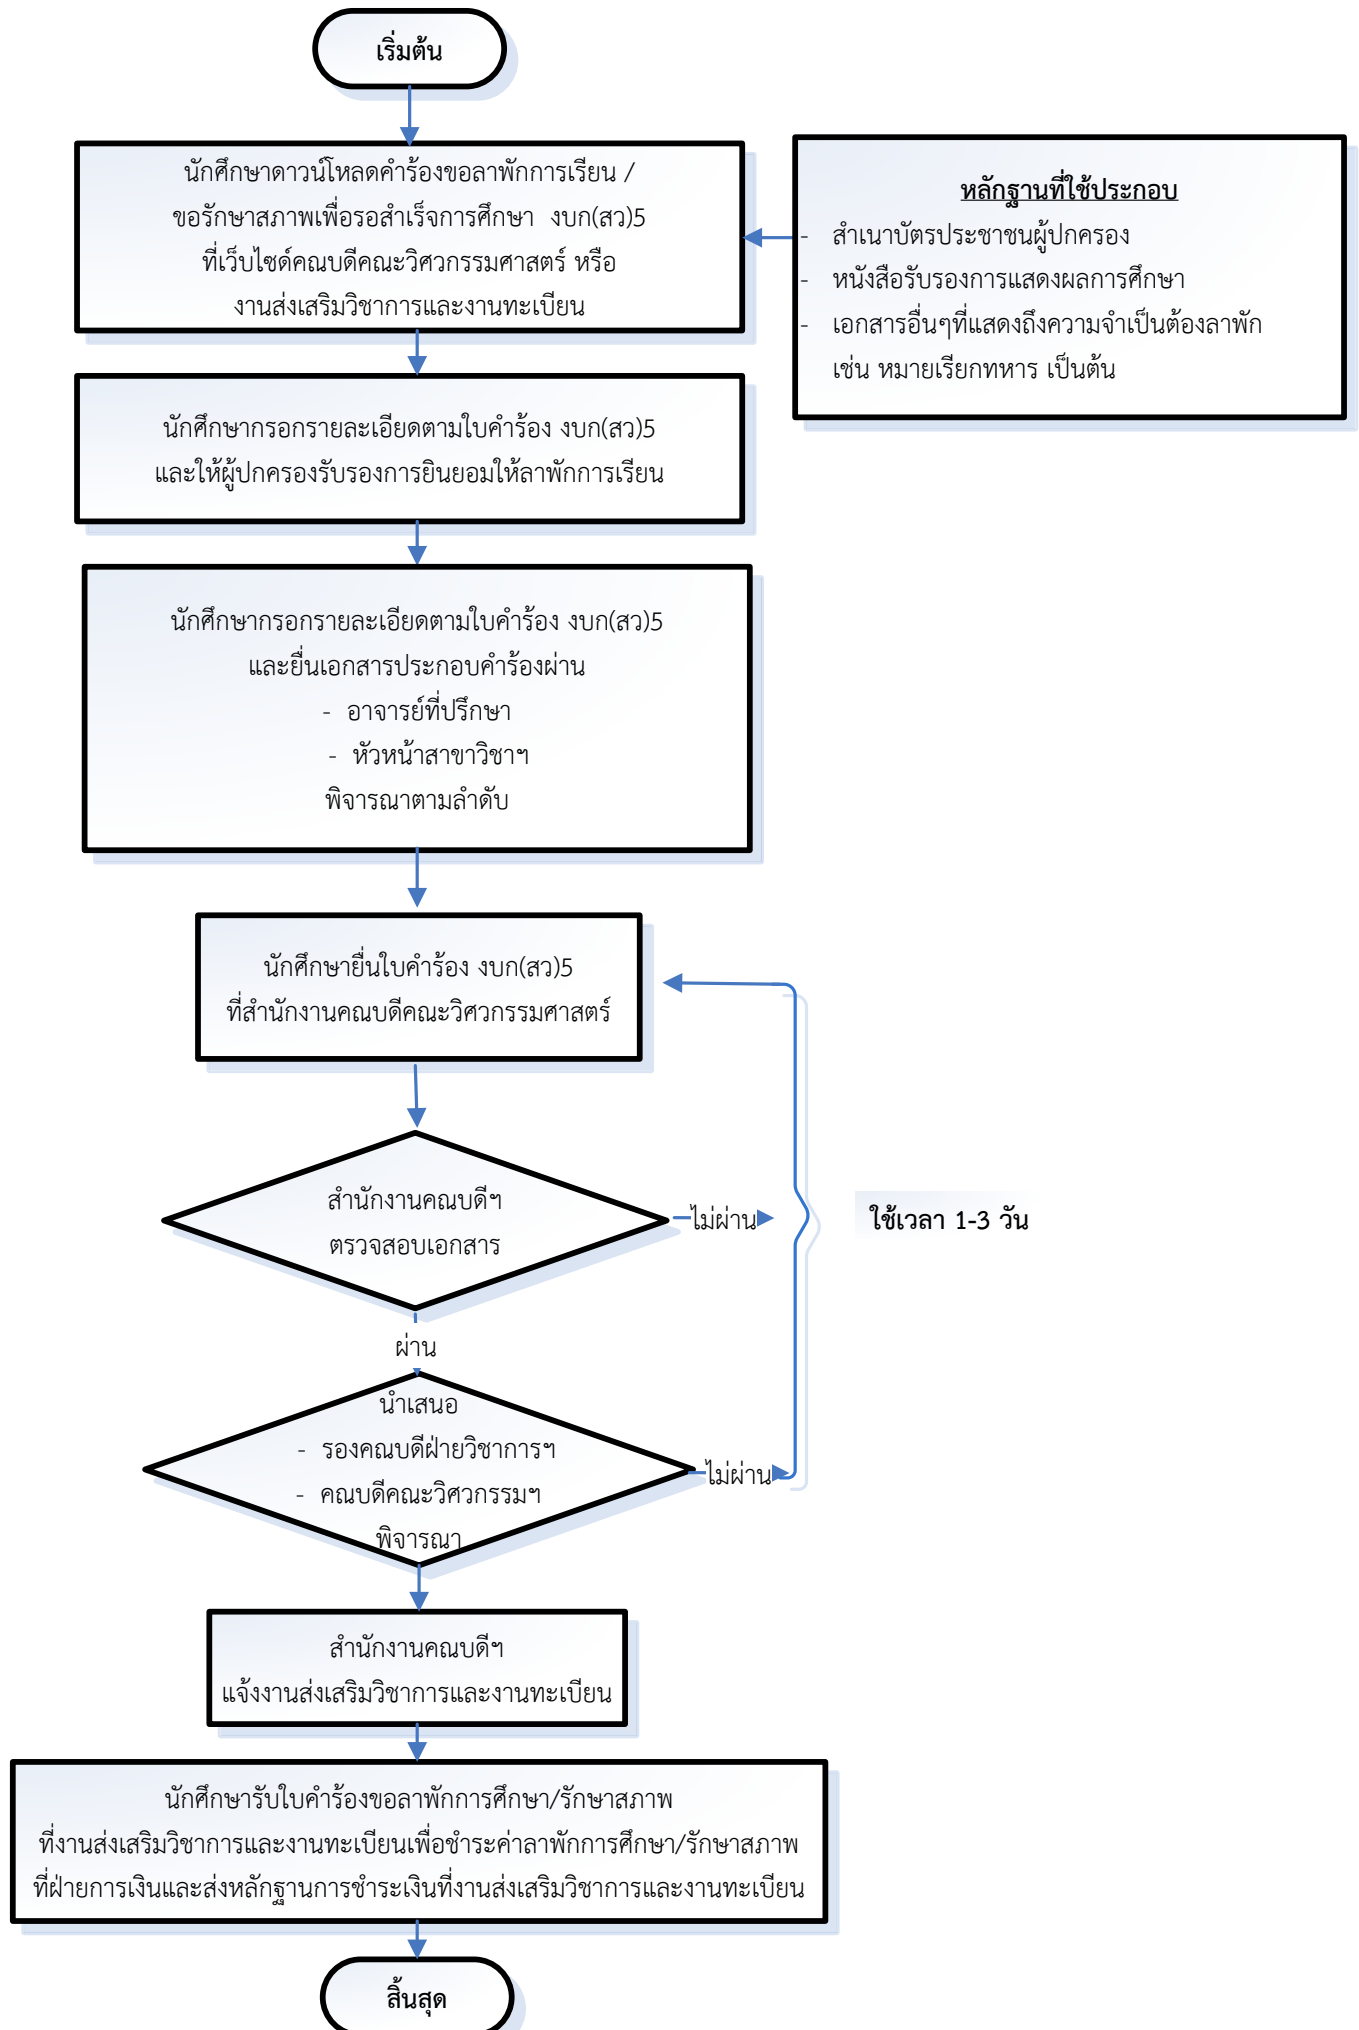 เริ่มต้น
นักศึกษาดาวน์โหลดคำร้องขอลาพักการเรียน /
ขอรักษาสภาพเพื่อรอสำเร็จการศึกษา งบก(สว)5
ที่เว็บไซด์คณบดีคณะวิศวกรรมศาสตร์ หรือ
งานส่งเสริมวิชาการและงานทะเบียน
หลักฐานที่ใช้ประกอบ
- สำเนาบัตรประชาชนผู้ปกครอง
- หนังสือรับรองการแสดงผลการศึกษา
- เอกสารอื่นๆที่แสดงถึงความจำเป็นต้องลาพัก
เช่น หมายเรียกทหาร เป็นต้น
นักศึกษากรอกรายละเอียดตามใบคำร้อง งบก(สว)5
และให้ผู้ปกครองรับรองการยินยอมให้ลาพักการเรียน
นักศึกษากรอกรายละเอียดตามใบคำร้อง งบก(สว)5
และยื่นเอกสารประกอบคำร้องผ่าน
- อาจารย์ที่ปรึกษา
- หัวหน้าสาขาวิชาฯ
พิจารณาตามลำดับ
นักศึกษายื่นใบคำร้อง งบก(สว)5
ที่สำนักงานคณบดีคณะวิศวกรรมศาสตร์
สำนักงานคณบดีฯ
ตรวจสอบเอกสาร
ไม่ผ่าน
ใช้เวลา 1-3 วัน
ผ่าน
นำเสนอ
- รองคณบดีฝ่ายวิชาการฯ
- คณบดีคณะวิศวกรรมฯ
พิจารณา
ไม่ผ่าน
สำนักงานคณบดีฯ
แจ้งงานส่งเสริมวิชาการและงานทะเบียน
นักศึกษารับใบคำร้องขอลาพักการศึกษา/รักษาสภาพ
ที่งานส่งเสริมวิชาการและงานทะเบียนเพื่อชำระค่าลาพักการศึกษา/รักษาสภาพ
ที่ฝ่ายการเงินและส่งหลักฐานการชำระเงินที่งานส่งเสริมวิชาการและงานทะเบียน
สิ้นสุด